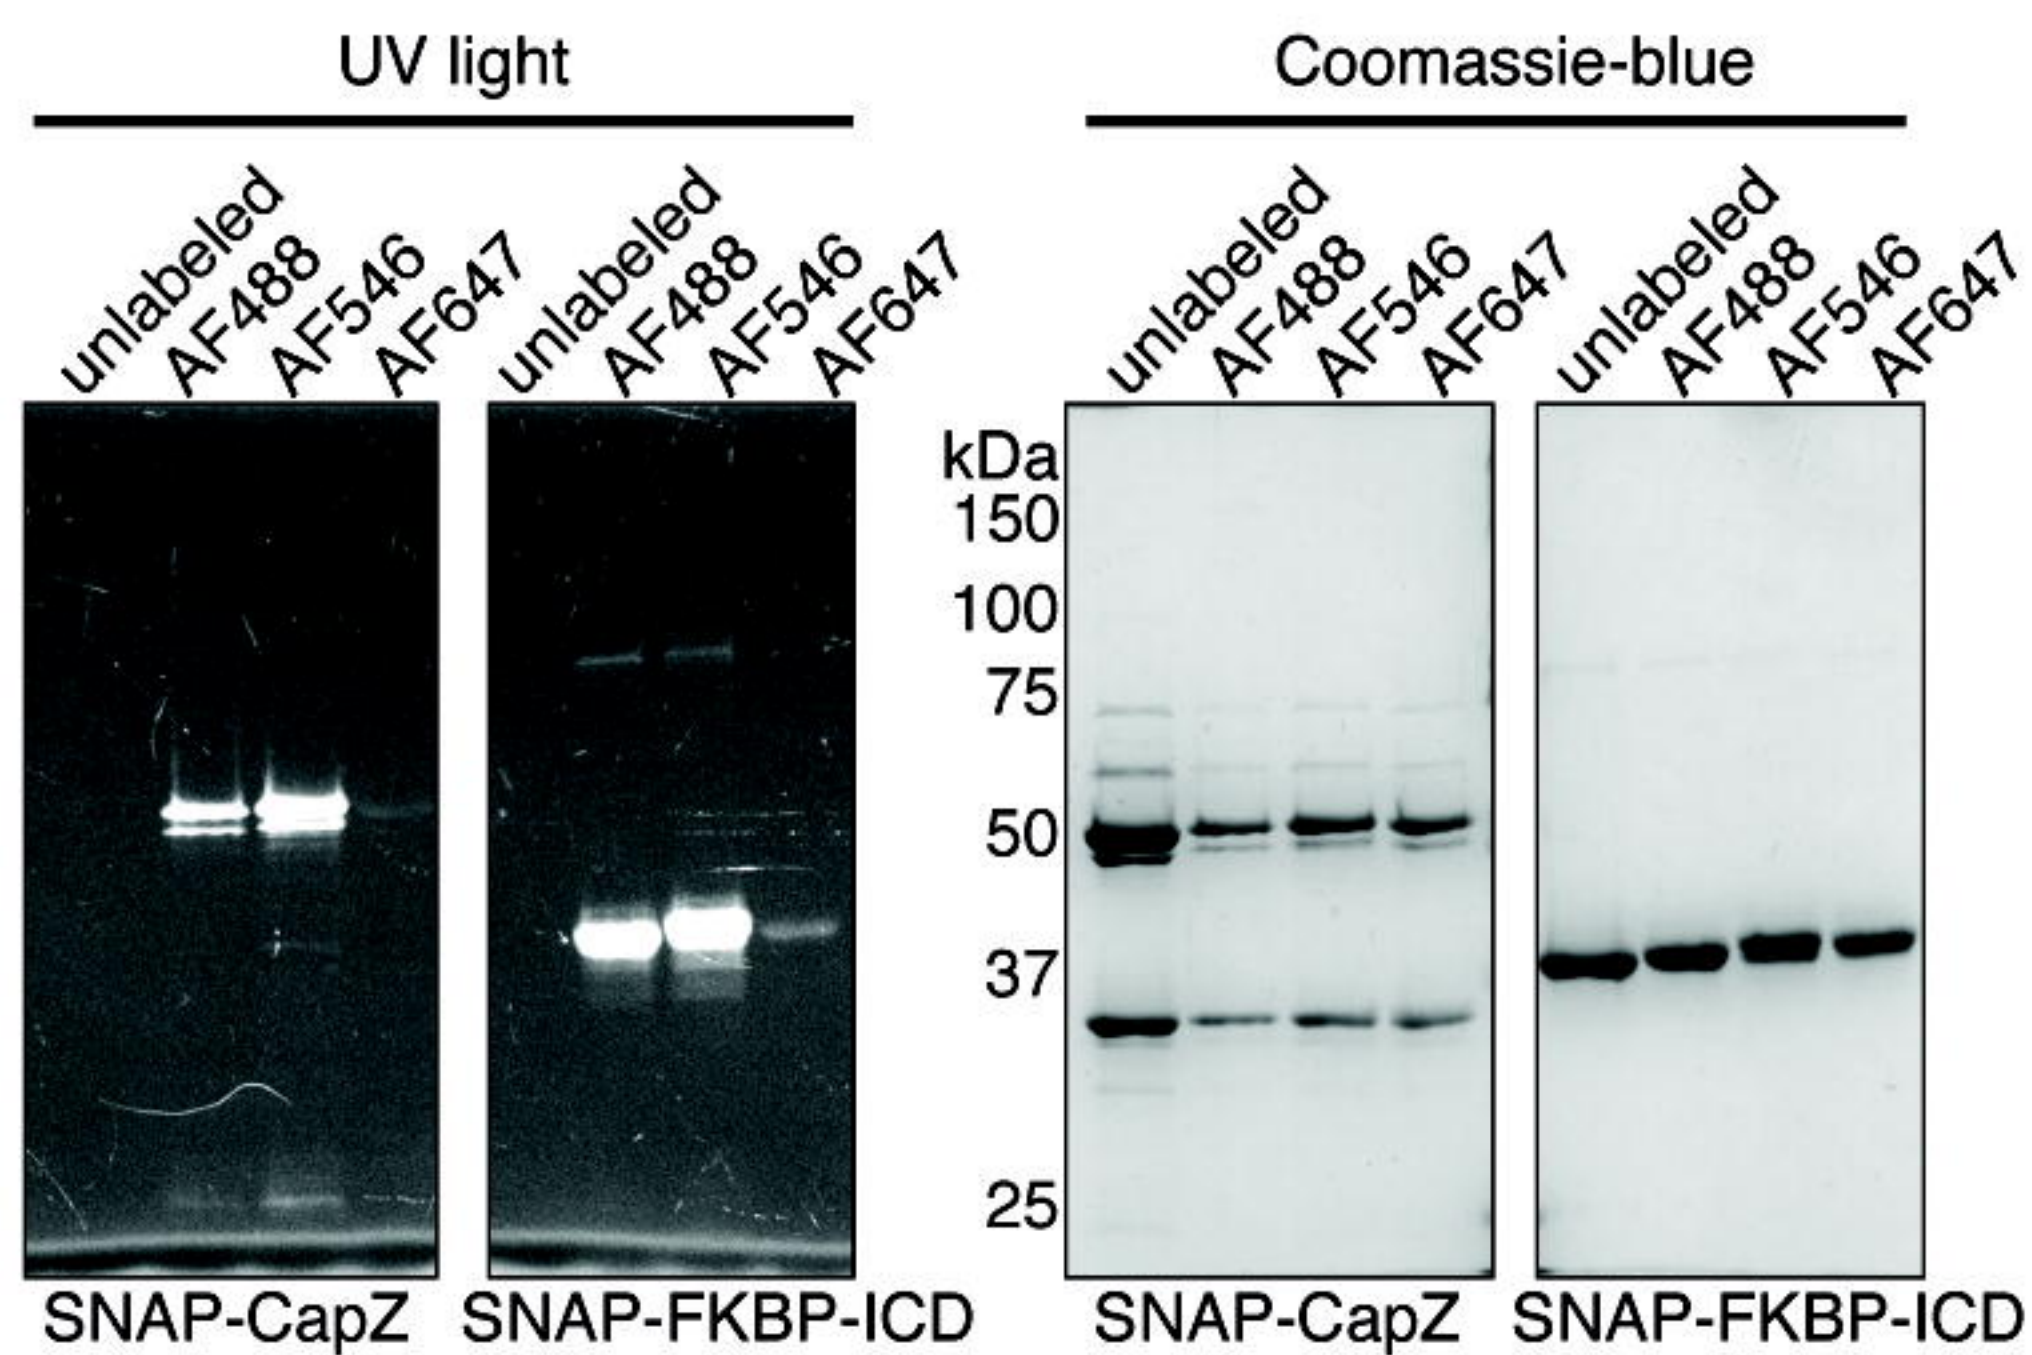 UV light
Coomassie-blue
unlabeled
AF488
AF546
AF647
unlabeled
AF488
AF546
AF647
unlabeled
AF488
AF546
AF647
unlabeled
AF488
AF546
AF647
kDa
150
100
75
50
37
25
SNAP-CapZ
SNAP-FKBP-ICD
SNAP-CapZ
SNAP-FKBP-ICD